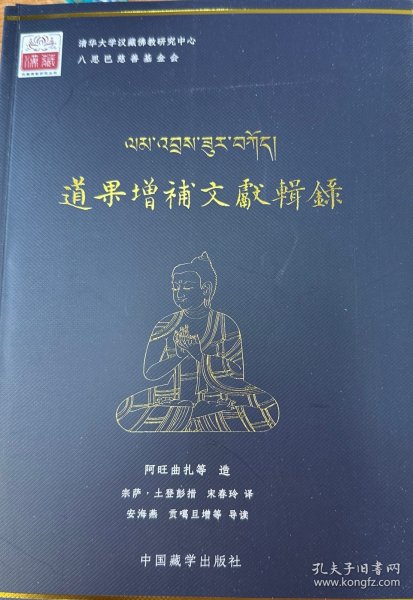 清华大学汉藏佛教研究中心
八思巴慈善基金会
ལམ་འབྲས་ཟུར་བཀོད།
道果增補文獻輯錄
阿旺曲扎等 造
宗萨·土登彭措 宋春玲 译
安海燕 贡噶旦增等 导读
中国藏学出版社
孔夫子旧书网
www.kongfz.com